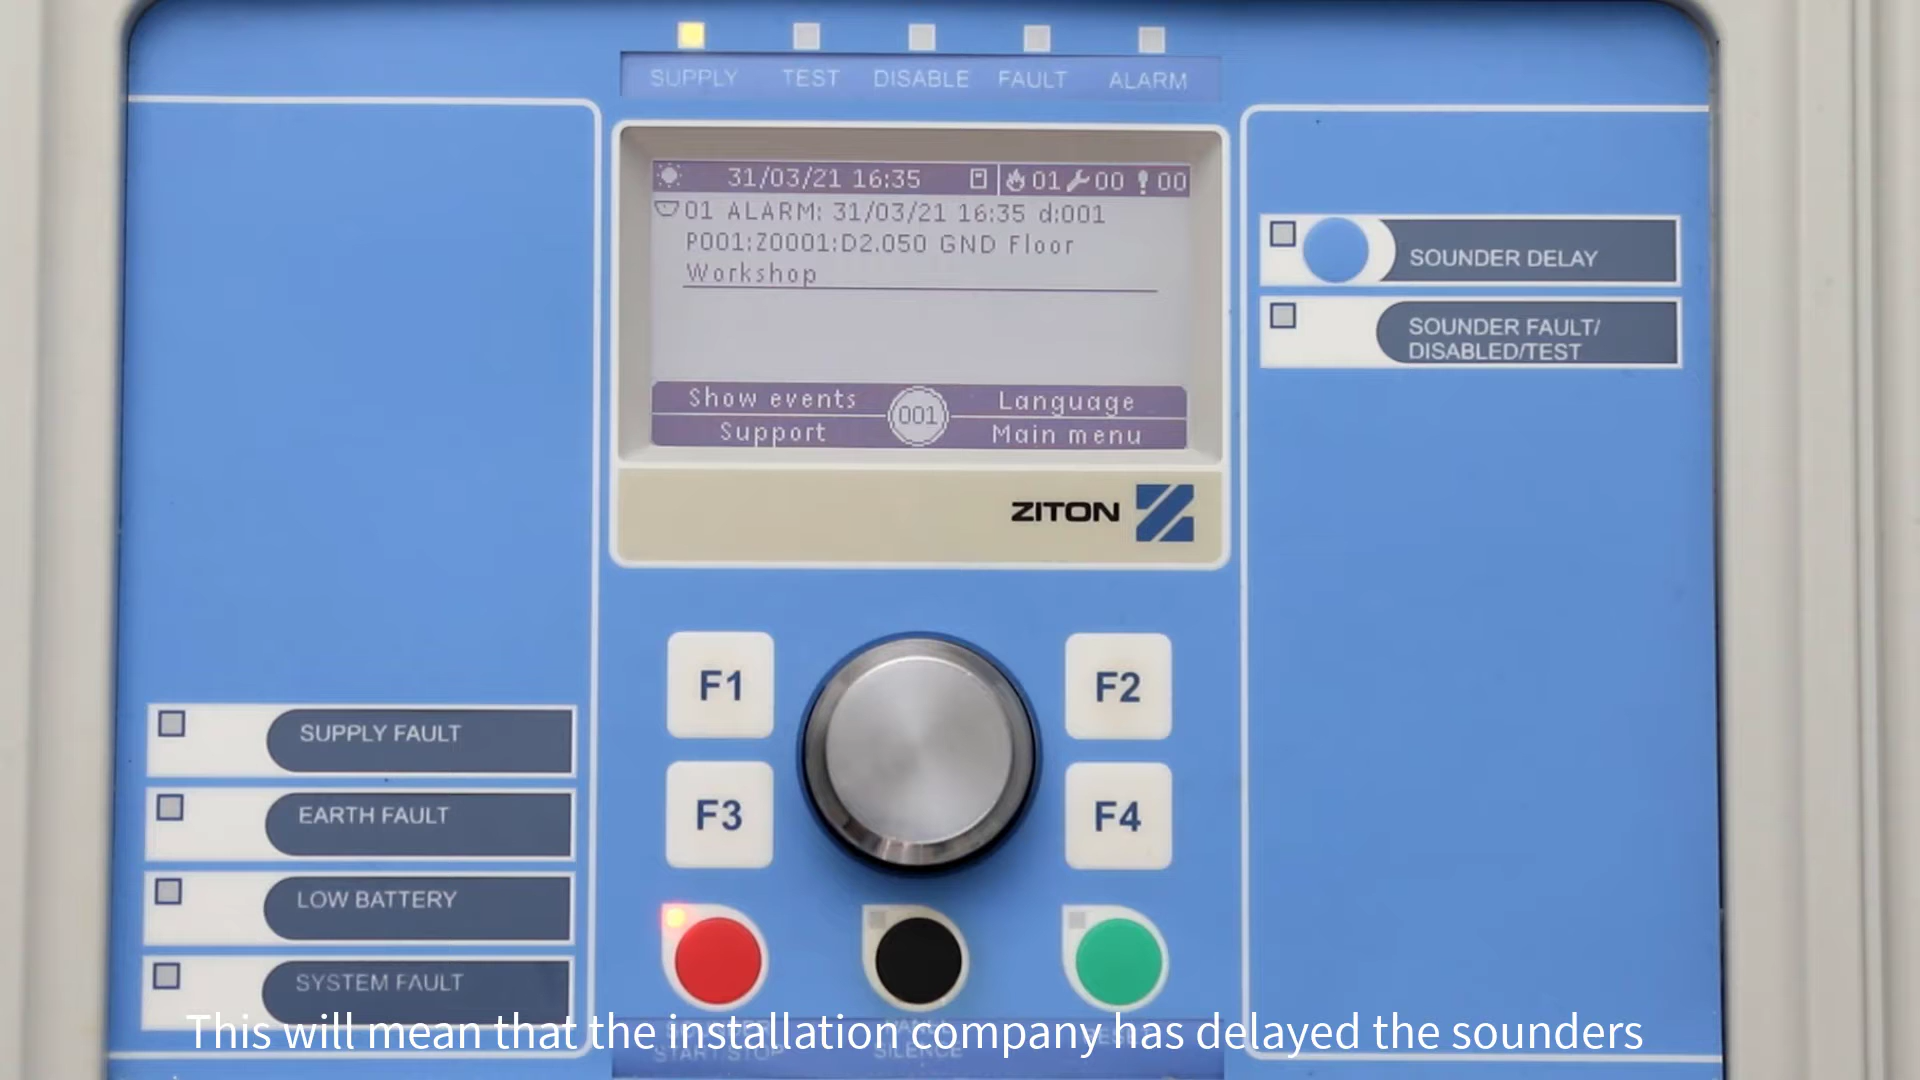 SUPPLY TEST DISABLE FAULT ALARM
31/03/21 16:35 01 00 00
01 ALARM: 31/03/21 16:35 d:001
P001:Z0001:D2.050 GND Floor
Workshop
Show events Language
001
Support Main menu
ZITON
SOUNDER DELAY
SOUNDER FAULT/
DISABLED/TEST
F1 F2
F3 F4
SUPPLY FAULT
EARTH FAULT
LOW BATTERY
SYSTEM FAULT
START/STOP
SILENCE
This will mean that the installation company has delayed the sounders